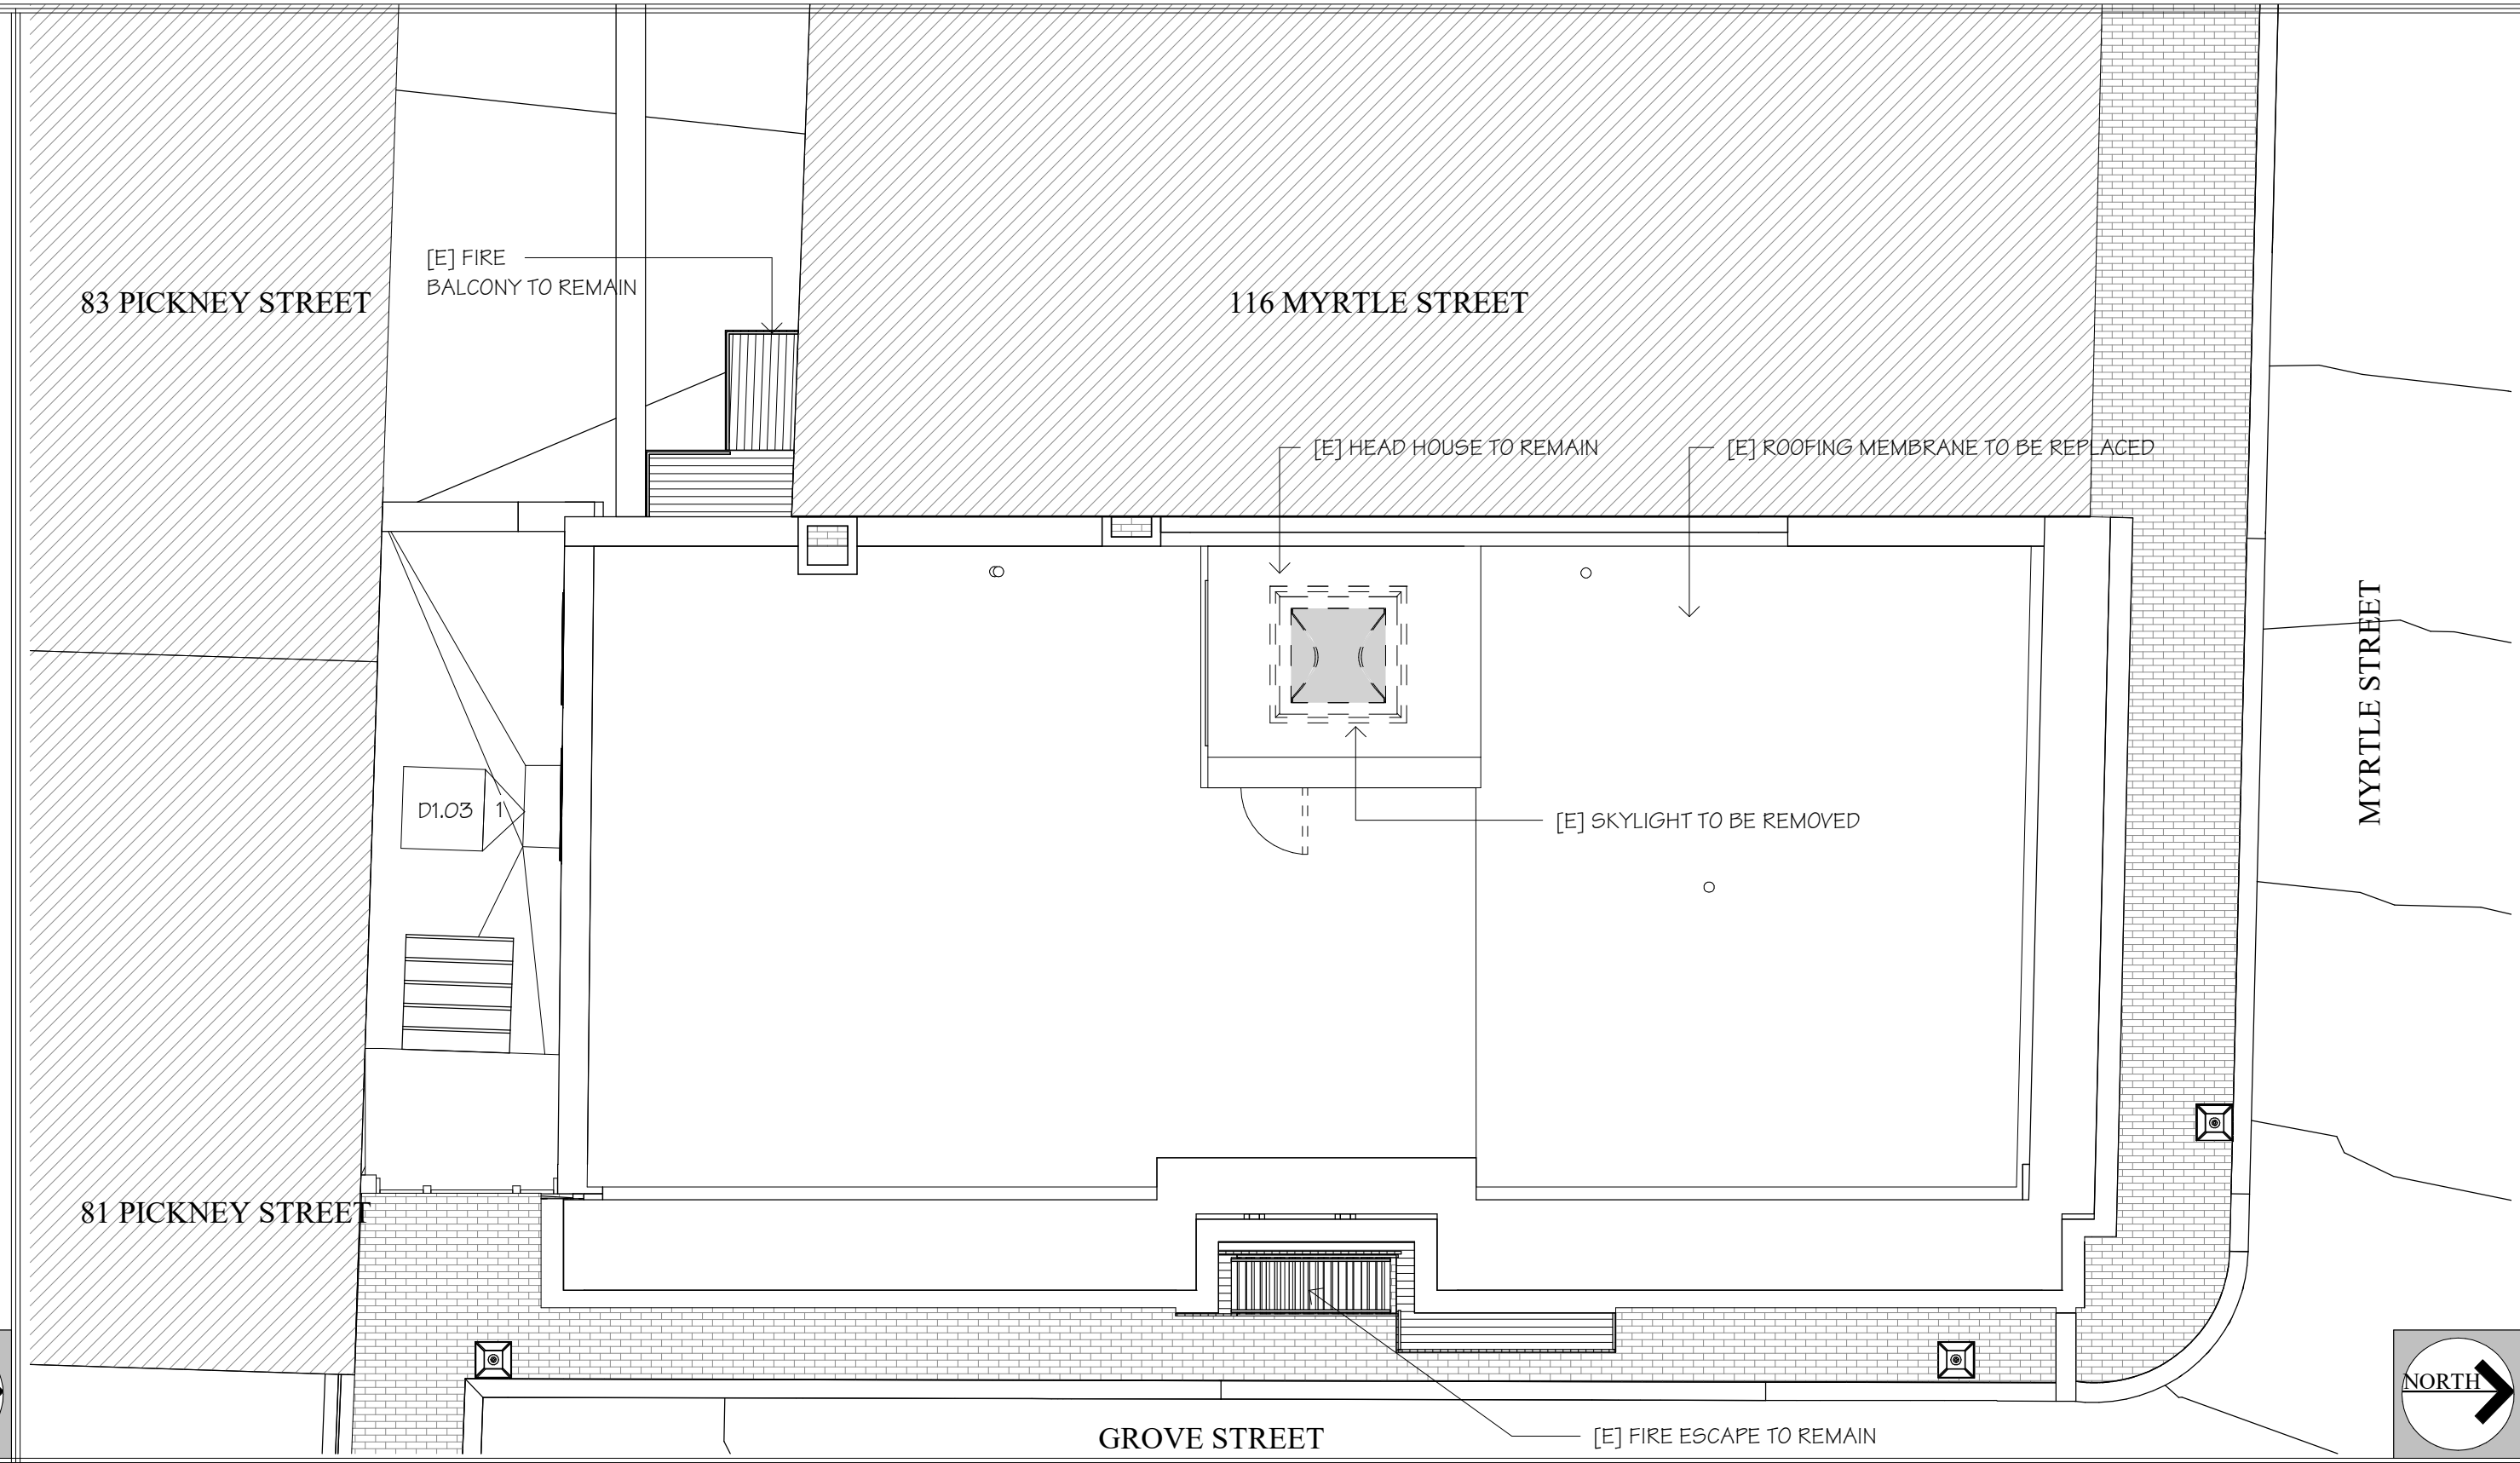 [E] FIRE
BALCONY TO REMAIN
83 PICKNEY STREET
116 MYRTLE STREET
[E] HEAD HOUSE TO REMAIN
[E] ROOFING MEMBRANE TO BE REPLACED
MYRTLE STREET
D1.03
1
[E] SKYLIGHT TO BE REMOVED
81 PICKNEY STREET
NORTH
GROVE STREET
[E] FIRE ESCAPE TO REMAIN